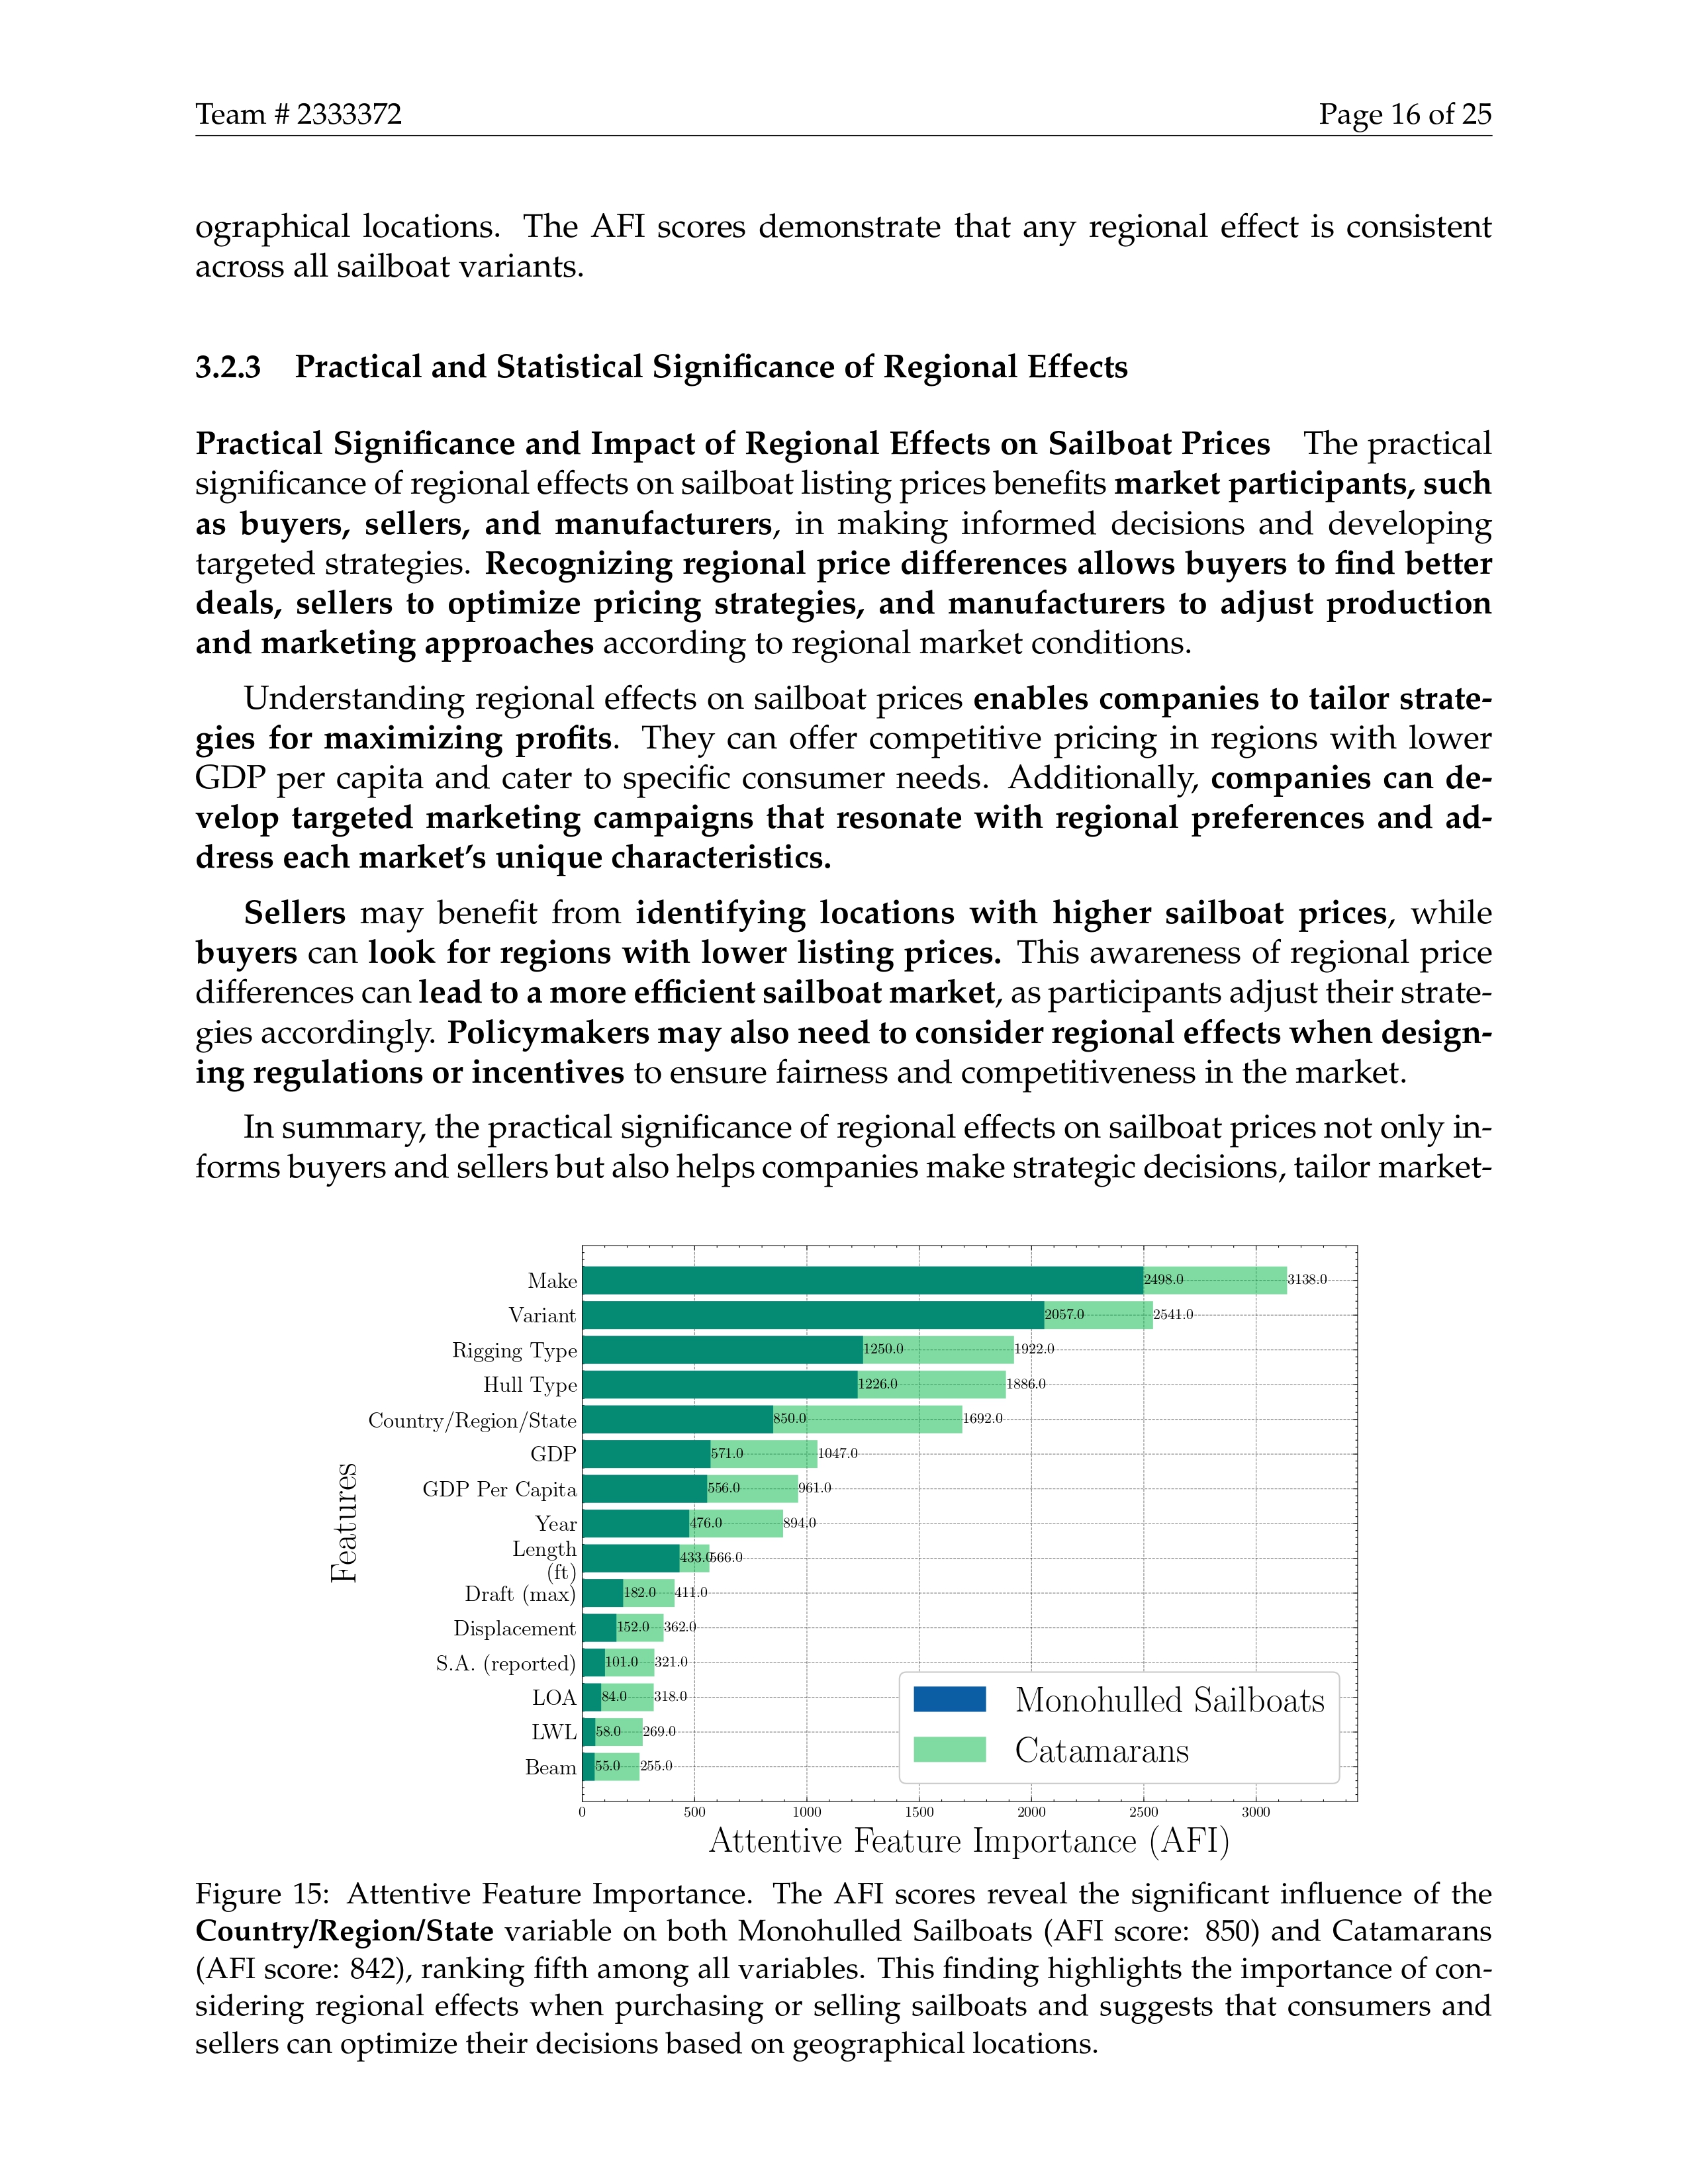 Team # 2333372
Page 16 of 25
ographical locations. The AFI scores demonstrate that any regional effect is consistent
across all sailboat variants.
3.2.3 Practical and Statistical Significance of Regional Effects
Practical Significance and Impact of Regional Effects on Sailboat Prices The practical
significance of regional effects on sailboat listing prices benefits market participants, such
as buyers, sellers, and manufacturers, in making informed decisions and developing
targeted strategies. Recognizing regional price differences allows buyers to find better
deals, sellers to optimize pricing strategies, and manufacturers to adjust production
and marketing approaches according to regional market conditions.
Understanding regional effects on sailboat prices enables companies to tailor strate-
gies for maximizing profits. They can offer competitive pricing in regions with lower
GDP per capita and cater to specific consumer needs. Additionally, companies can de-
velop targeted marketing campaigns that resonate with regional preferences and ad-
dress each market's unique characteristics.
Sellers may benefit from identifying locations with higher sailboat prices, while
buyers can look for regions with lower listing prices. This awareness of regional price
differences can lead to a more efficient sailboat market, as participants adjust their strate-
gies accordingly. Policymakers may also need to consider regional effects when design-
ing regulations or incentives to ensure fairness and competitiveness in the market.
In summary, the practical significance of regional effects on sailboat prices not only in-
forms buyers and sellers but also helps companies make strategic decisions, tailor market-
Features
Make 2498.0 3138.0
Variant 2057.0 2541.0
Rigging Type 1250.0 1922.0
Hull Type 1226.0 1886.0
Country/Region/State 850.0 1692.0
GDP 571.0 1047.0
GDP Per Capita 556.0 961.0
Year 476.0 894.0
Length
(ft) 433.0 566.0
Draft (max) 182.0 411.0
Displacement 152.0 362.0
S.A. (reported) 101.0 321.0
LOA 84.0 318.0
LWL 58.0 269.0
Beam 55.0 255.0
Monohulled Sailboats
Catamarans
0 500 1000 1500 2000 2500 3000
Attentive Feature Importance (AFI)
Figure 15: Attentive Feature Importance. The AFI scores reveal the significant influence of the
Country/Region/State variable on both Monohulled Sailboats (AFI score: 850) and Catamarans
(AFI score: 842), ranking fifth among all variables. This finding highlights the importance of con-
sidering regional effects when purchasing or selling sailboats and suggests that consumers and
sellers can optimize their decisions based on geographical locations.